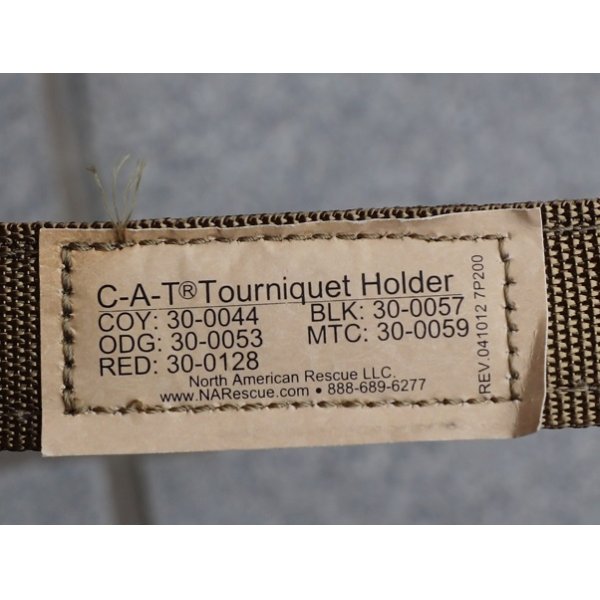 C-A-T® Tourniquet Holder
COY: 30-0044 BLK: 30-0057
ODG: 30-0053 MTC: 30-0059
RED: 30-0128
North American Rescue LLC.
www.NARescue.com • 888-689-6277
REV.041012 7P200